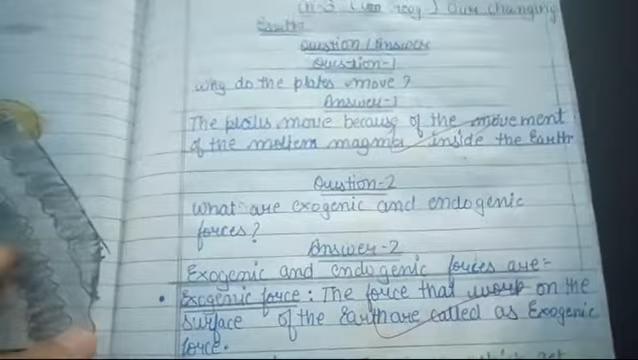 Our changing
Earth
Question/Answer
Question-1
Why do the plates move?
Answer-1
The plates move because of the movement
of the moltem magma inside the Earth
Question-2
What are exogenic and endogenic
forces?
Answer-2
Exogenic and endogenic forces are:-
• Exogenic force: The force that work on the
surface of the Earth are called as Exogenic
force.